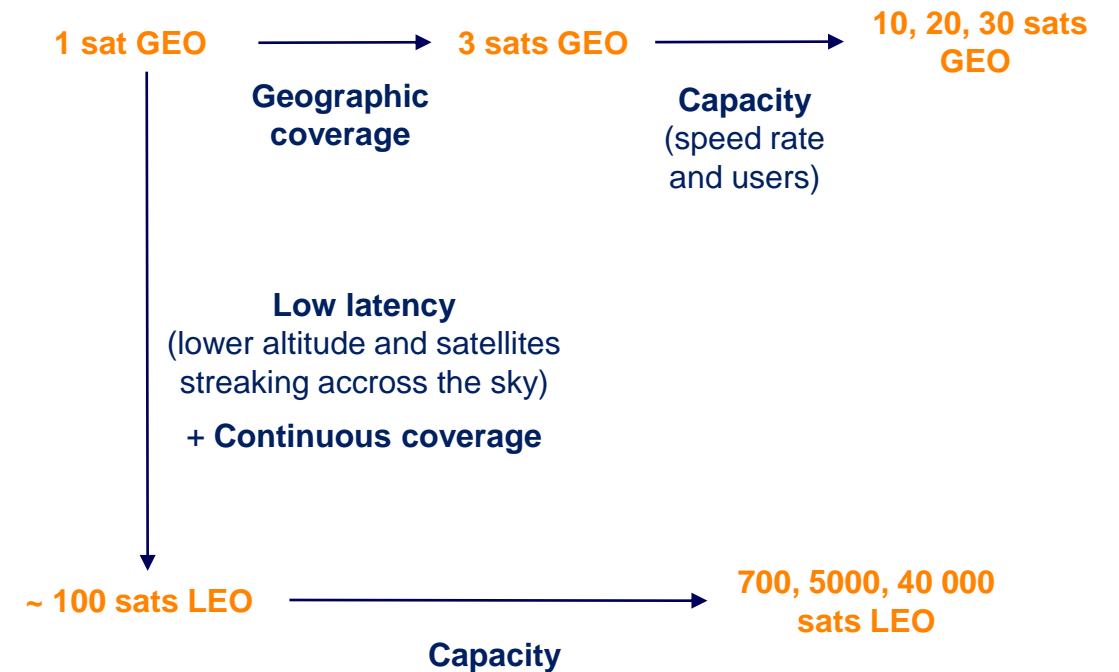 1 sat GEO
3 sats GEO
10, 20, 30 sats
GEO
Geographic
coverage
Capacity
(speed rate
and users)
Low latency
(lower altitude and satellites
streaking accross the sky)
+ Continuous coverage
~ 100 sats LEO
700, 5000, 40 000
sats LEO
Capacity